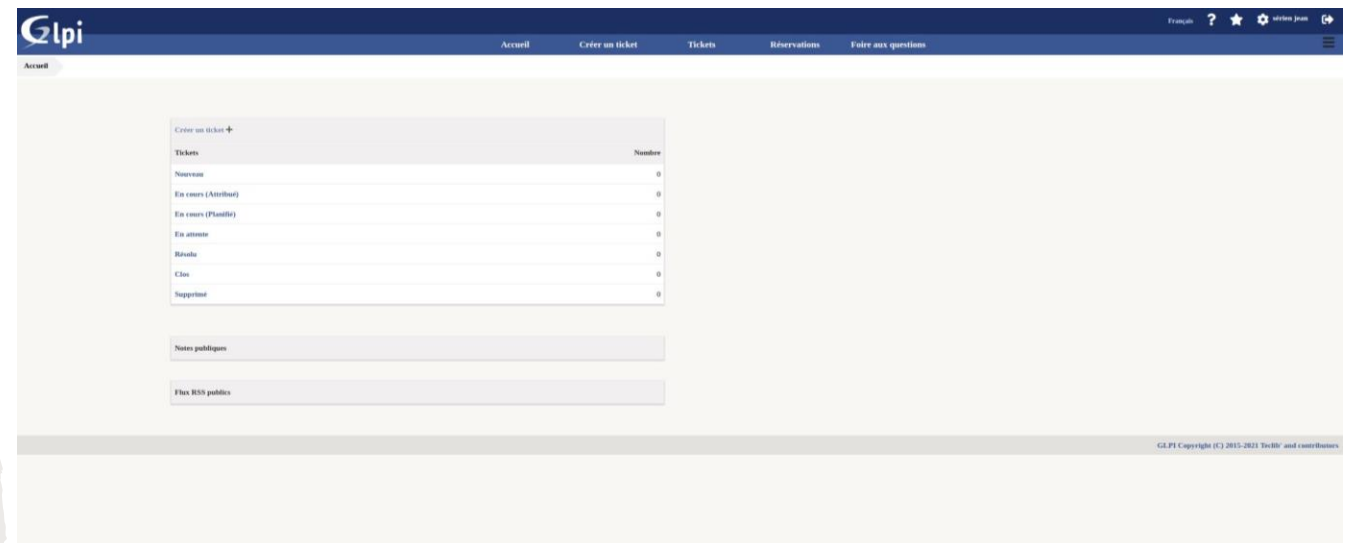 Glpi
Français ? sérien jean
Accueil Créer un ticket Tickets Réservations Foire aux questions
Accueil
Créer un ticket +
Tickets Nombre
Nouveau 0
En cours (Attribué) 0
En cours (Planifié) 0
En attente 0
Résolu 0
Clos 0
Supprimé 0
Notes publiques
Flux RSS publics
GLPI Copyright (C) 2015-2021 Teclib' and contributors